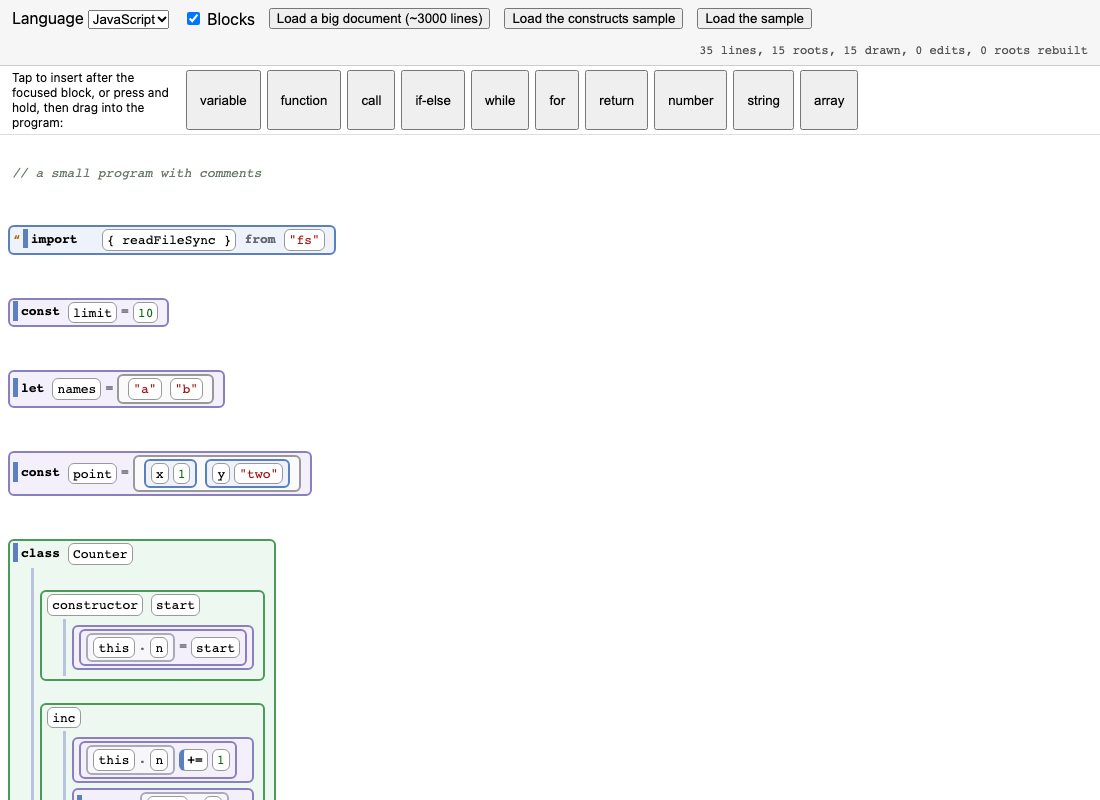 Language JavaScript Blocks Load a big document (~3000 lines) Load the constructs sample Load the sample
35 lines, 15 roots, 15 drawn, 0 edits, 0 roots rebuilt
Tap to insert after the
focused block, or press and
hold, then drag into the
program:
variable function call if-else while for return number string array
// a small program with comments
“ import { readFileSync } from "fs"
const limit = 10
let names = "a" "b"
const point = x 1 y "two"
class Counter
constructor start
this . n = start
inc
this . n += 1